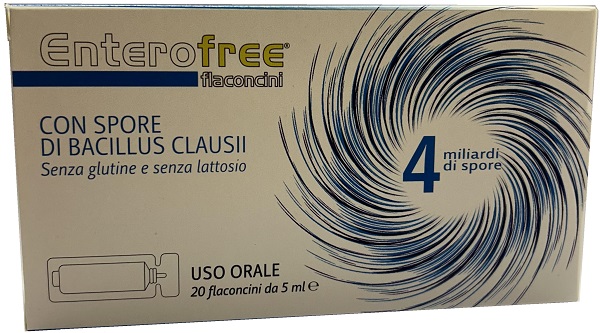 Enterofree®
flaconcini
CON SPORE
DI BACILLUS CLAUSII
Senza glutine e senza lattosio
4 miliardi
di spore
USO ORALE
20 flaconcini da 5 ml ℮